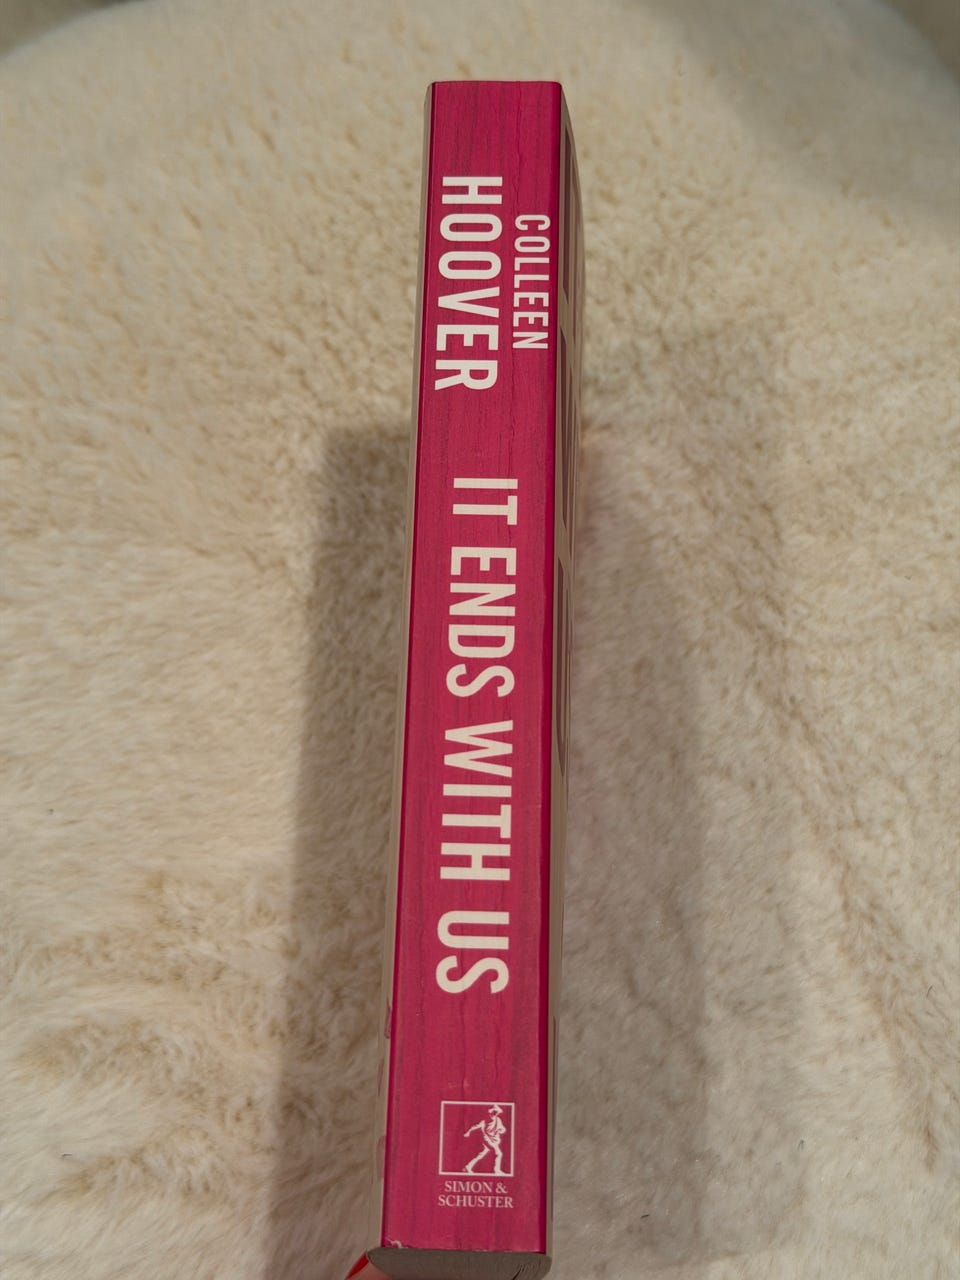 COLLEEN
HOOVER
IT ENDS WITH US
SIMON &
SCHUSTER